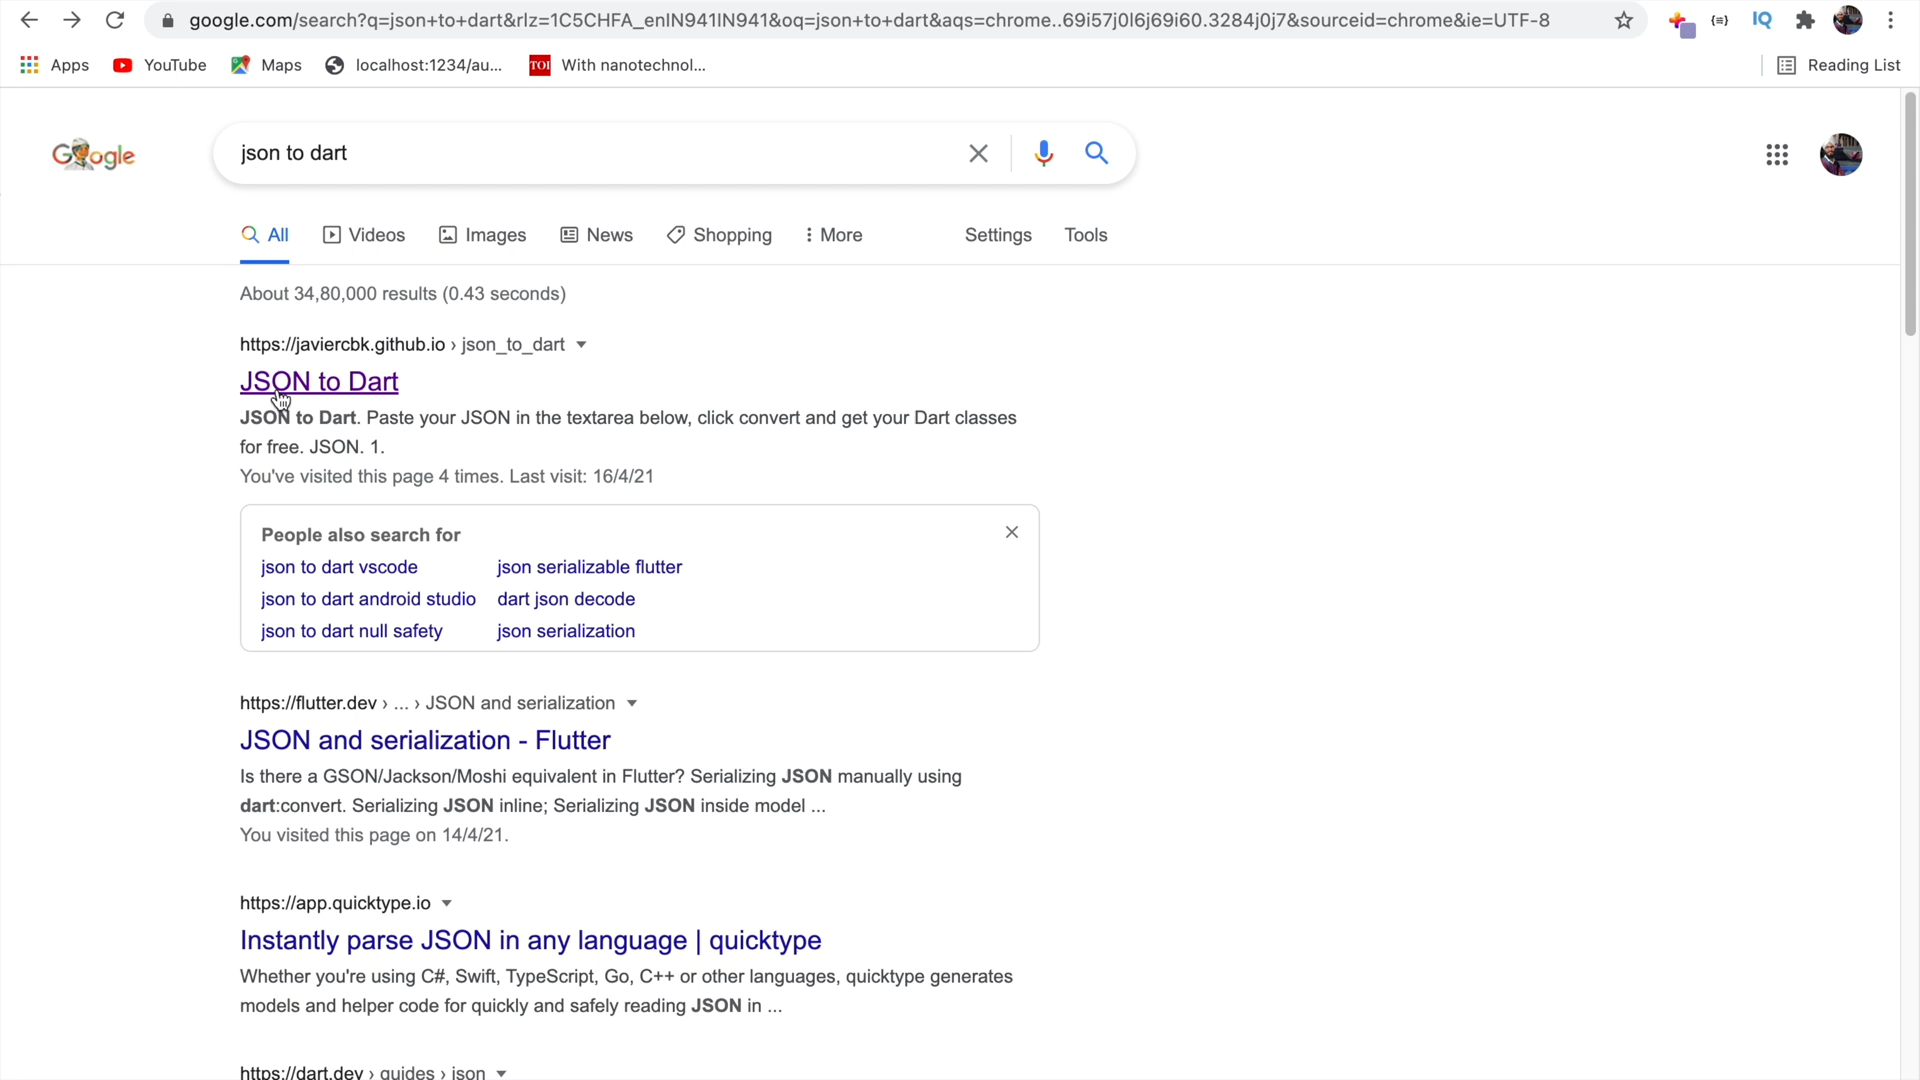 google.com/search?q=json+to+dart&rlz=1C5CHFA_enIN941IN941&oq=json+to+dart&aqs=chrome..69i57j0l6j69i60.3284j0j7&sourceid=chrome&ie=UTF-8
{≡}
IQ
Apps
YouTube
Maps
localhost:1234/au...
TOI
With nanotechnol...
Reading List
Google
json to dart
All
Videos
Images
News
Shopping
More
Settings
Tools
About 34,80,000 results (0.43 seconds)
https://javiercbk.github.io › json_to_dart
JSON to Dart
JSON to Dart. Paste your JSON in the textarea below, click convert and get your Dart classes
for free. JSON. 1.
You've visited this page 4 times. Last visit: 16/4/21
People also search for
json to dart vscode json serializable flutter
json to dart android studio dart json decode
json to dart null safety json serialization
https://flutter.dev › ... › JSON and serialization
JSON and serialization - Flutter
Is there a GSON/Jackson/Moshi equivalent in Flutter? Serializing JSON manually using
dart:convert. Serializing JSON inline; Serializing JSON inside model ...
You visited this page on 14/4/21.
https://app.quicktype.io
Instantly parse JSON in any language | quicktype
Whether you're using C#, Swift, TypeScript, Go, C++ or other languages, quicktype generates
models and helper code for quickly and safely reading JSON in ...
https://dart.dev › guides › json